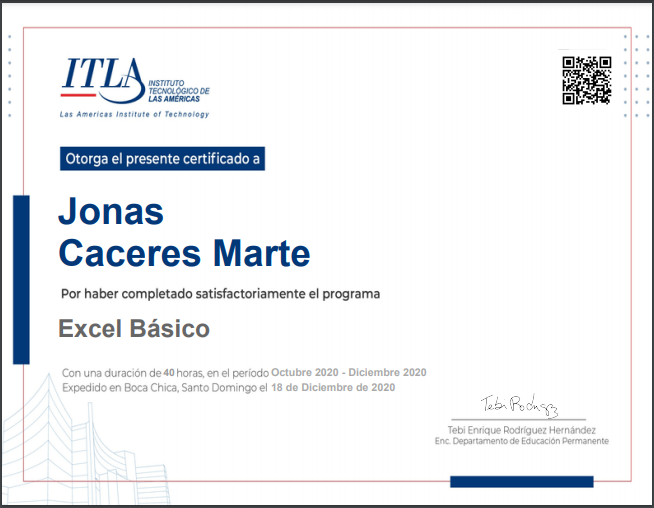 ITLA
INSTITUTO
TECNOLÓGICO DE
LAS AMÉRICAS
Las Americas Institute of Technology
Otorga el presente certificado a
Jonas
Caceres Marte
Por haber completado satisfactoriamente el programa
Excel Básico
Con una duración de 40 horas, en el período Octubre 2020 - Diciembre 2020
Expedido en Boca Chica, Santo Domingo el 18 de Diciembre de 2020
Tebi Enrique Rodríguez Hernández
Enc. Departamento de Educación Permanente